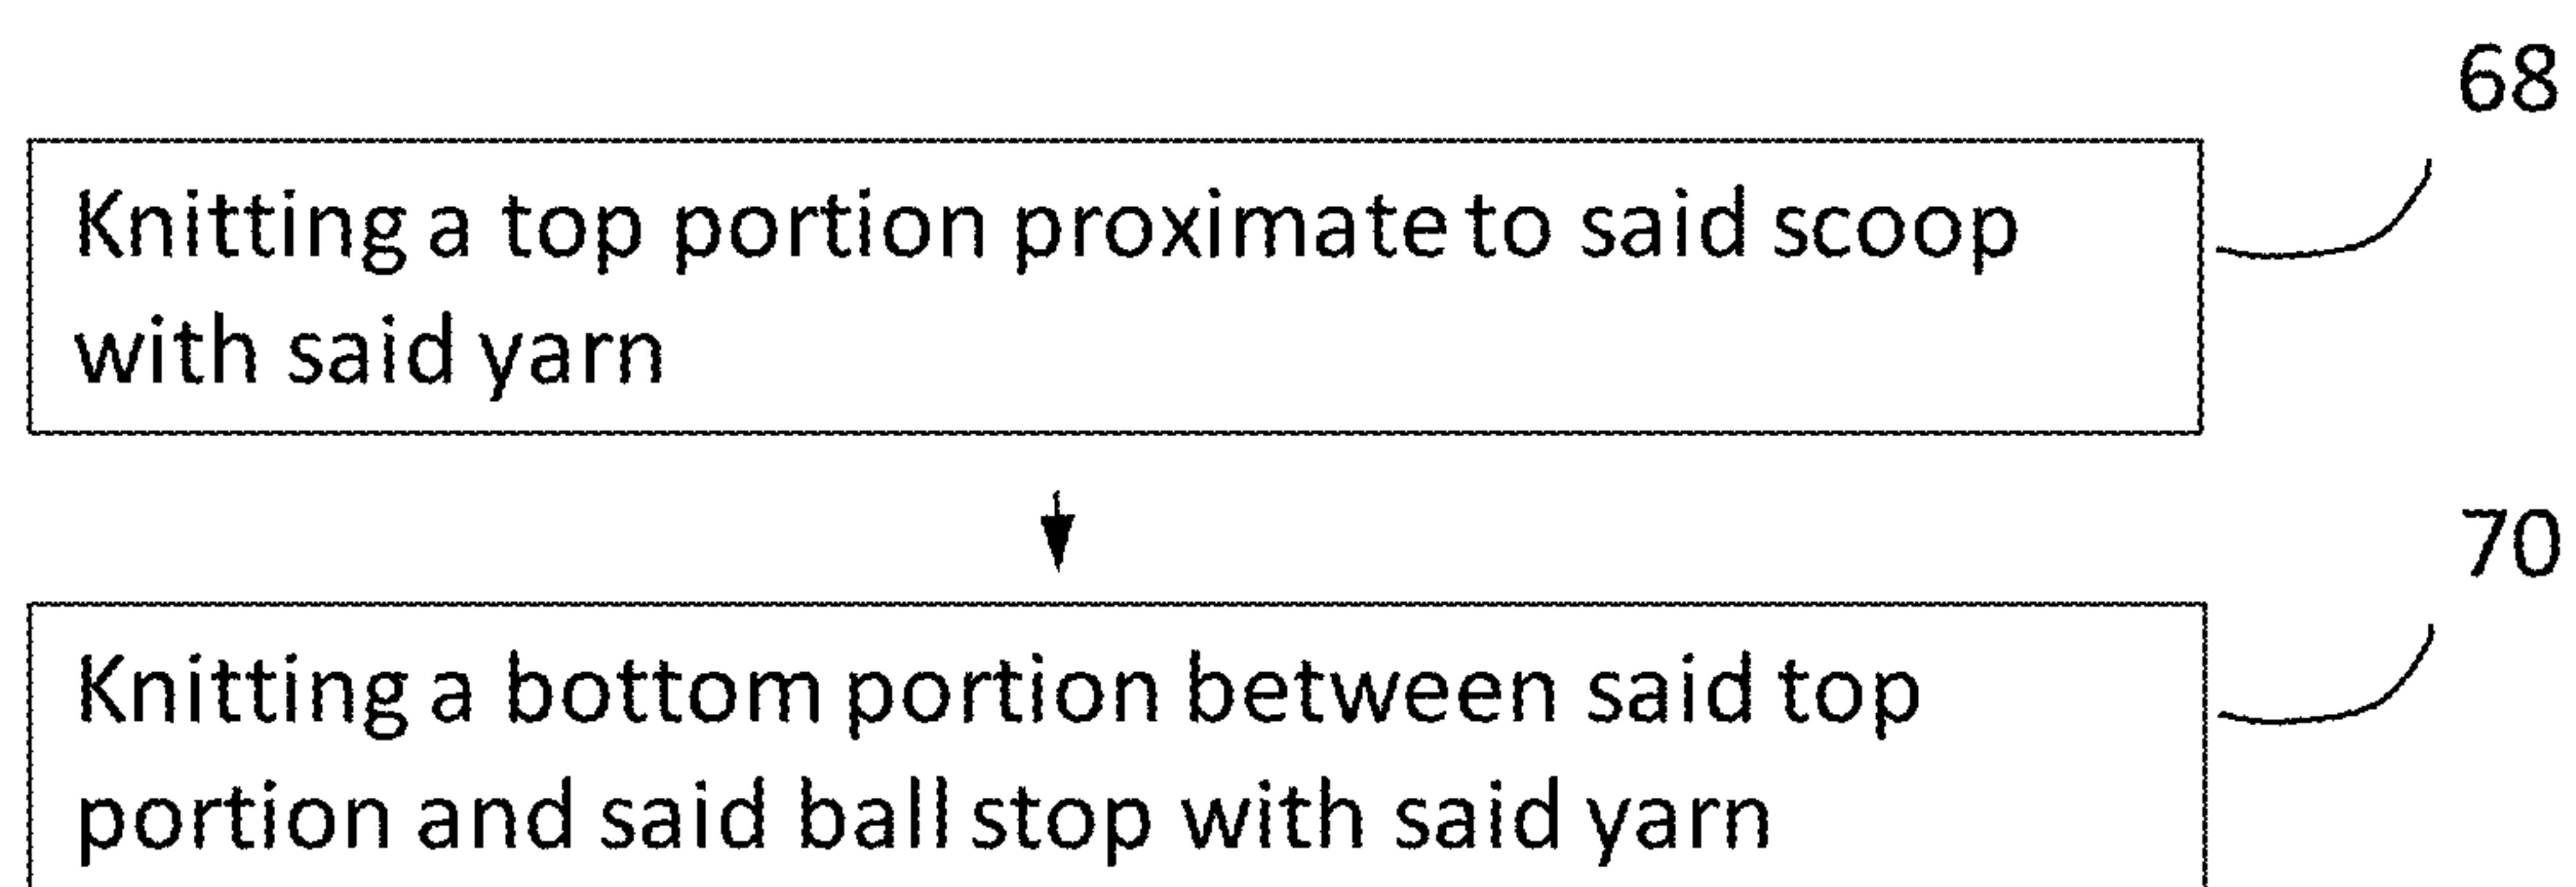 68
Knitting a top portion proximate to said scoop
with said yarn
70
Knitting a bottom portion between said top
portion and said ball stop with said yarn